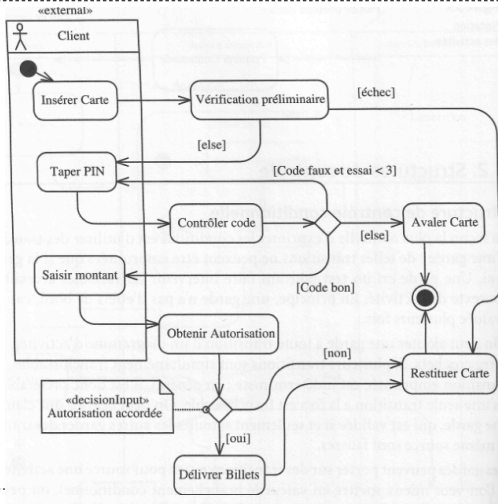 «external»
Client
Insérer Carte
Vérification préliminaire
[échec]
[else]
Taper PIN
[Code faux et essai < 3]
Contrôler code
[else]
Avaler Carte
Saisir montant
[Code bon]
Obtenir Autorisation
[non]
Restituer Carte
«decisionInput»
Autorisation accordée
[oui]
Délivrer Billets